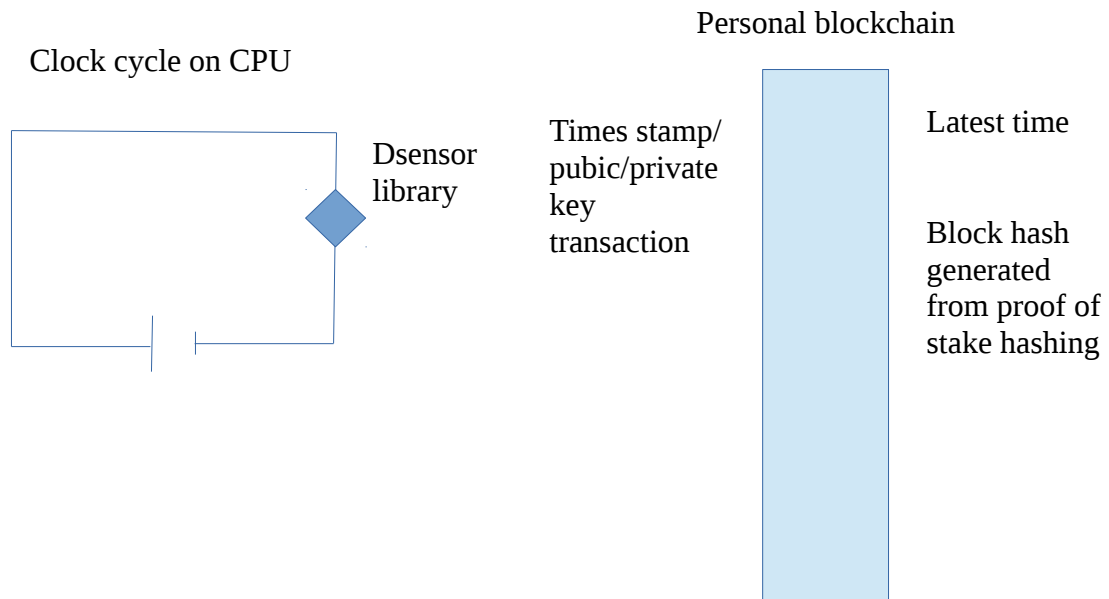 Personal blockchain
Clock cycle on CPU
Dsensor
library
Times stamp/
pubic/private
key
transaction
Latest time
Block hash
generated
from proof of
stake hashing